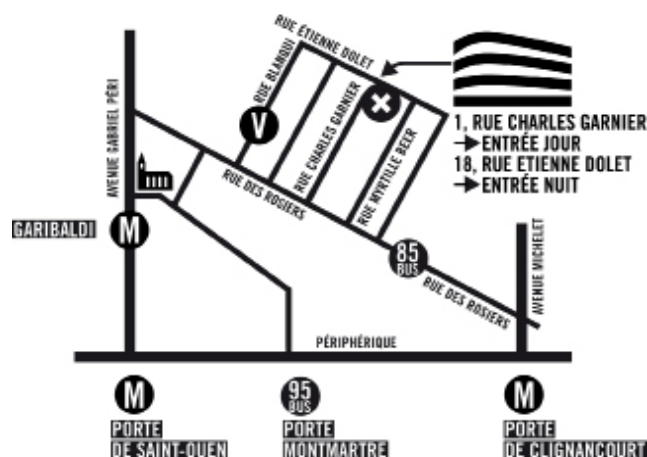 RUE ÉTIENNE DOLET
RUE BLANQUI
V
RUE CHARLES GARNIER
RUE MYRTILLE BEER
AVENUE GABRIEL PÉRI
RUE DES ROSIERS
1, RUE CHARLES GARNIER
→ENTRÉE JOUR
18, RUE ETIENNE DOLET
→ENTRÉE NUIT
GARIBALDI
M
85
BUS
RUE DES ROSIERS
AVENUE MICHELET
PÉRIPHÉRIQUE
M
PORTE
DE SAINT-OUEN
95
BUS
PORTE
MONTMARTRE
M
PORTE
DE CLIGNANCOURT